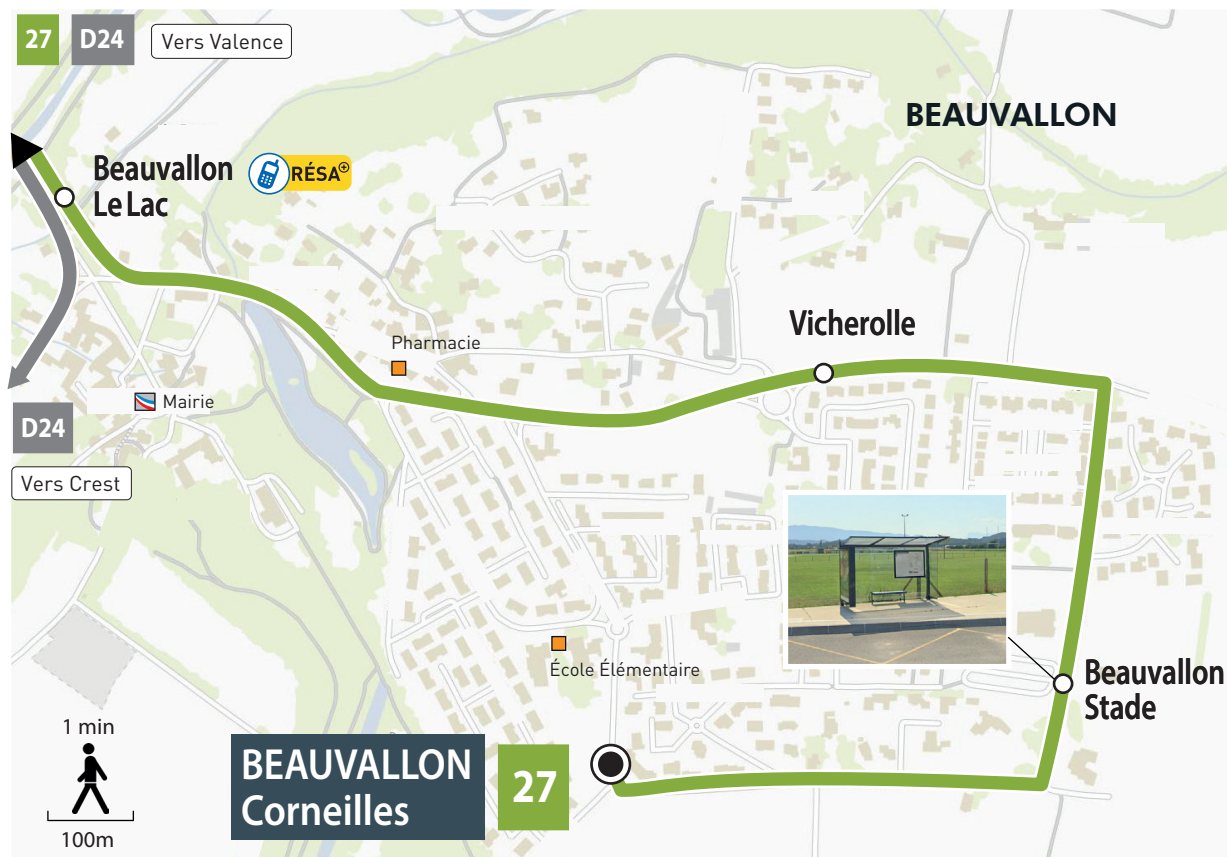 27 D24 Vers Valence
BEAUVALLON
Beauvallon
Le Lac
RÉSA+
Vicherolle
Pharmacie
Mairie
D24
Vers Crest
École Élémentaire
Beauvallon
Stade
1 min
100m
BEAUVALLON
Corneilles
27